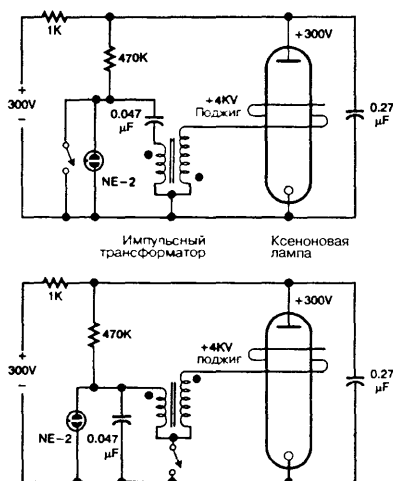 1K
+300V
470K
+
300V
−
0.047
μF
+4KV
Поджиг
0.27
μF
NE-2
Импульсный
трансформатор
Ксеноновая
лампа
1K
+300V
470K
+
300V
−
+4KV
поджиг
0.27
μF
NE-2
0.047
μF